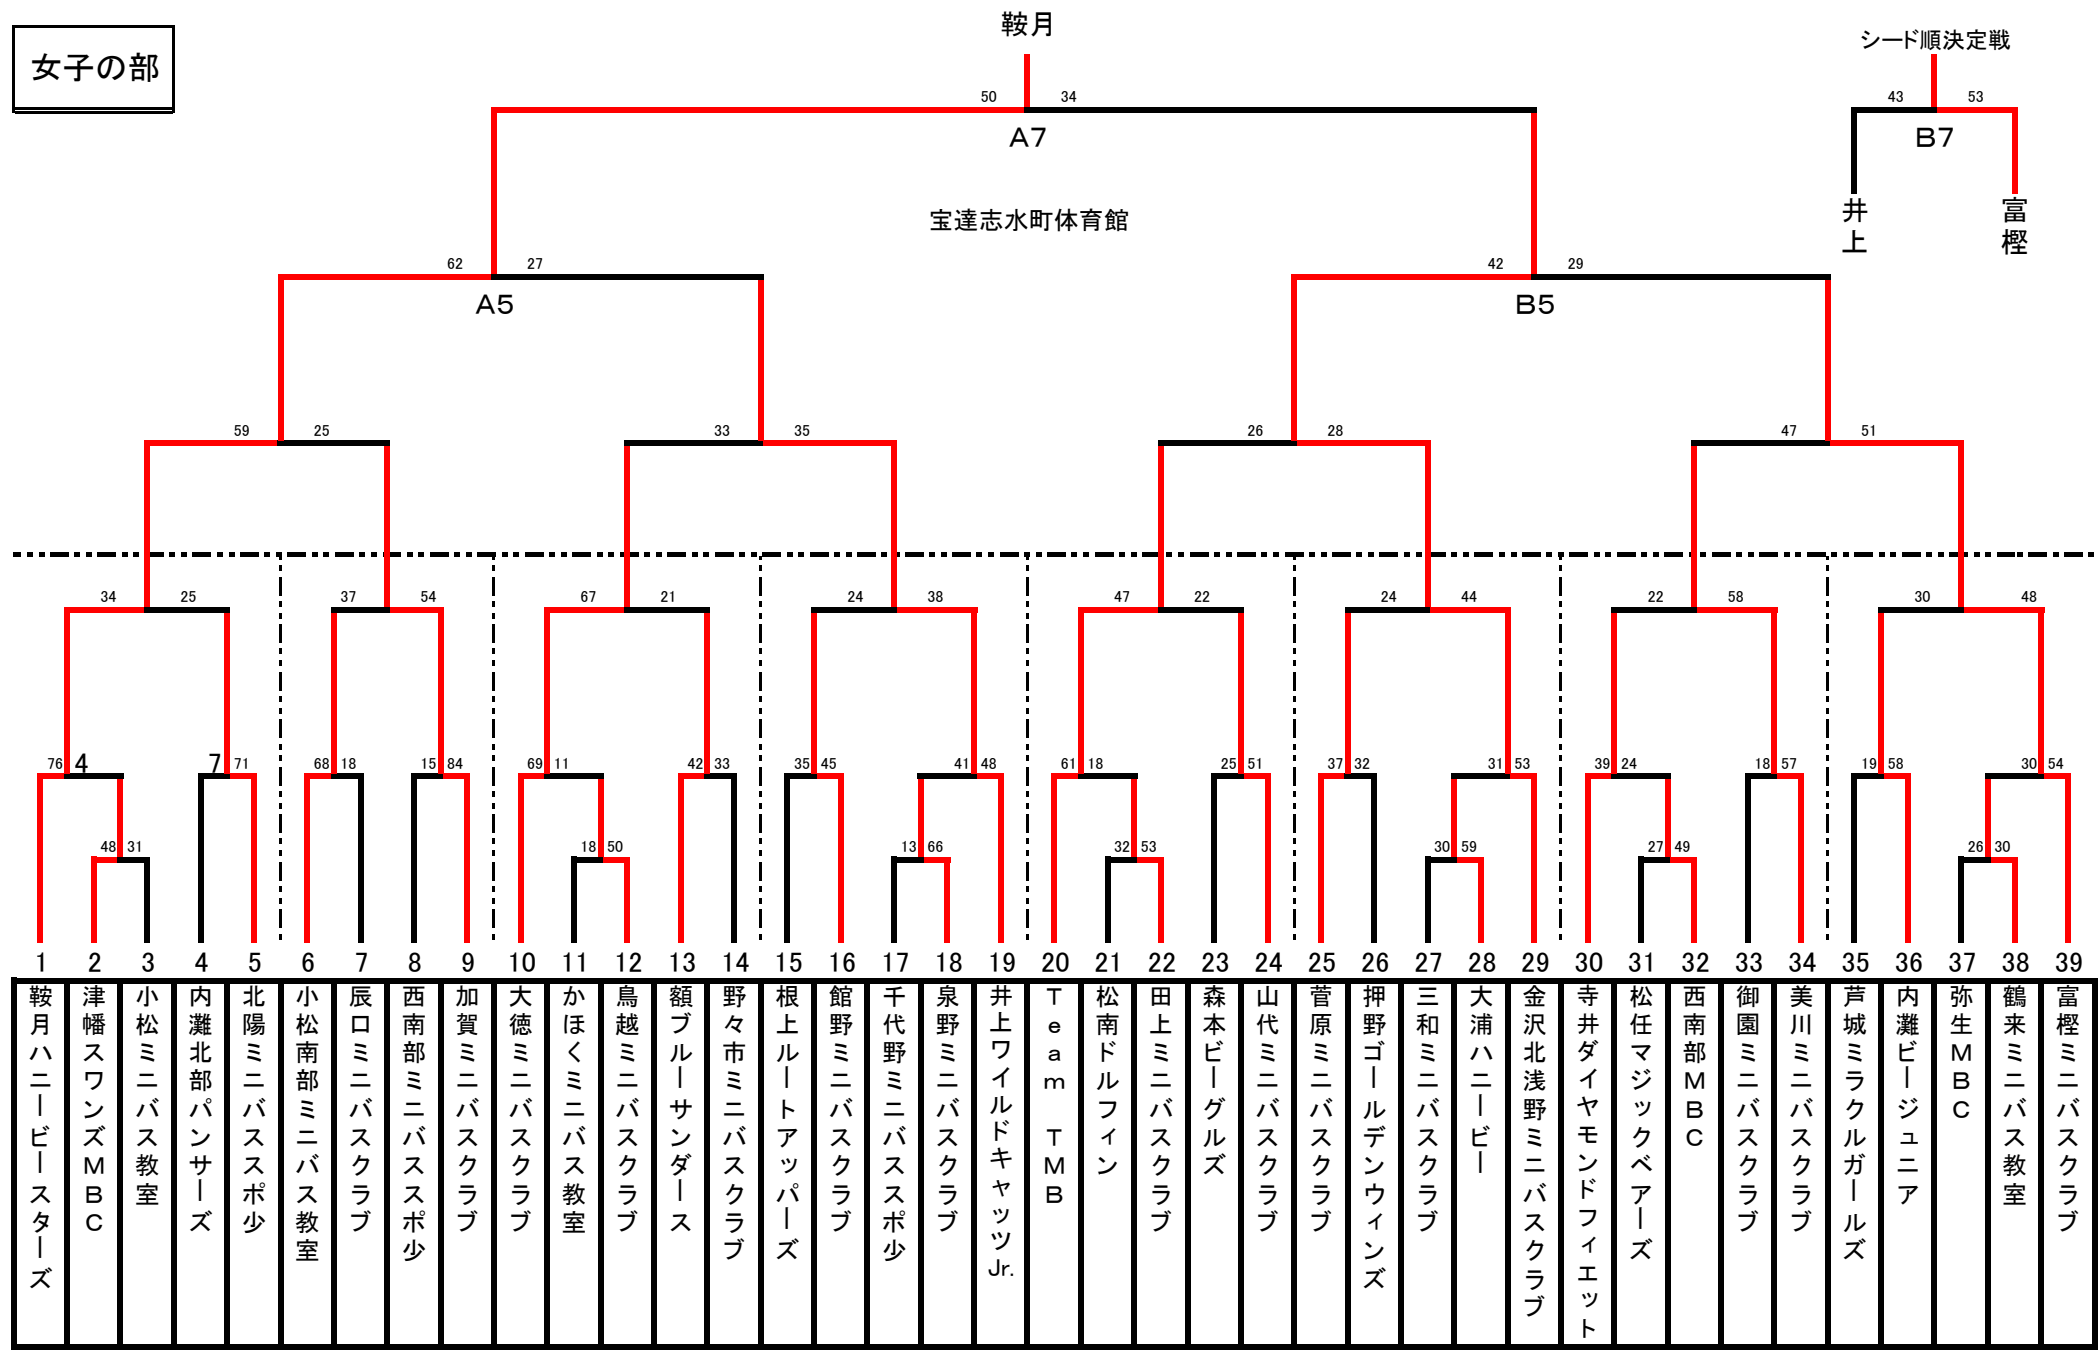 女子の部
鞍月
シード順決定戦
50 34
43 53
A7
B7
井上
富樫
宝達志水町体育館
62 27
42 29
A5
B5
59 25
33 35
26 28
47 51
34 25
37 54
67 21
24 38
47 22
24 44
22 58
30 48
76 4
7 71
68 18
15 84
69 11
42 33
35 45
41 48
61 18
25 51
37 32
31 53
39 24
18 57
19 58
30 54
48 31
18 50
13 66
32 53
30 59
27 49
26 30
1 2 3 4 5 6 7 8 9 10 11 12 13 14 15 16 17 18 19 20 21 22 23 24 25 26 27 28 29 30 31 32 33 34 35 36 37 38 39
鞍月ハニービースターズ
津幡スワンズMBC
小松ミニバス教室
内灘北部パンサーズ
北陽ミニバススポ少
小松南部ミニバス教室
辰口ミニバスクラブ
西南部ミニバススポ少
加賀ミニバスクラブ
大徳ミニバスクラブ
かほくミニバス教室
鳥越ミニバスクラブ
額ブルーサンダース
野々市ミニバスクラブ
根上ルートアッパーズ
館野ミニバスクラブ
千代野ミニバススポ少
泉野ミニバスクラブ
井上ワイルドキャッツJr.
Team TMB
松南ドルフィン
田上ミニバスクラブ
森本ビーグルズ
山代ミニバスクラブ
菅原ミニバスクラブ
押野ゴールデンウィンズ
三和ミニバスクラブ
大浦ハニービー
金沢北浅野ミニバスクラブ
寺井ダイヤモンドフィエット
松任マジックベアーズ
西南部MBC
御園ミニバスクラブ
美川ミニバスクラブ
芦城ミラクルガールズ
内灘ビージュニア
弥生MBC
鶴来ミニバス教室
富樫ミニバスクラブ